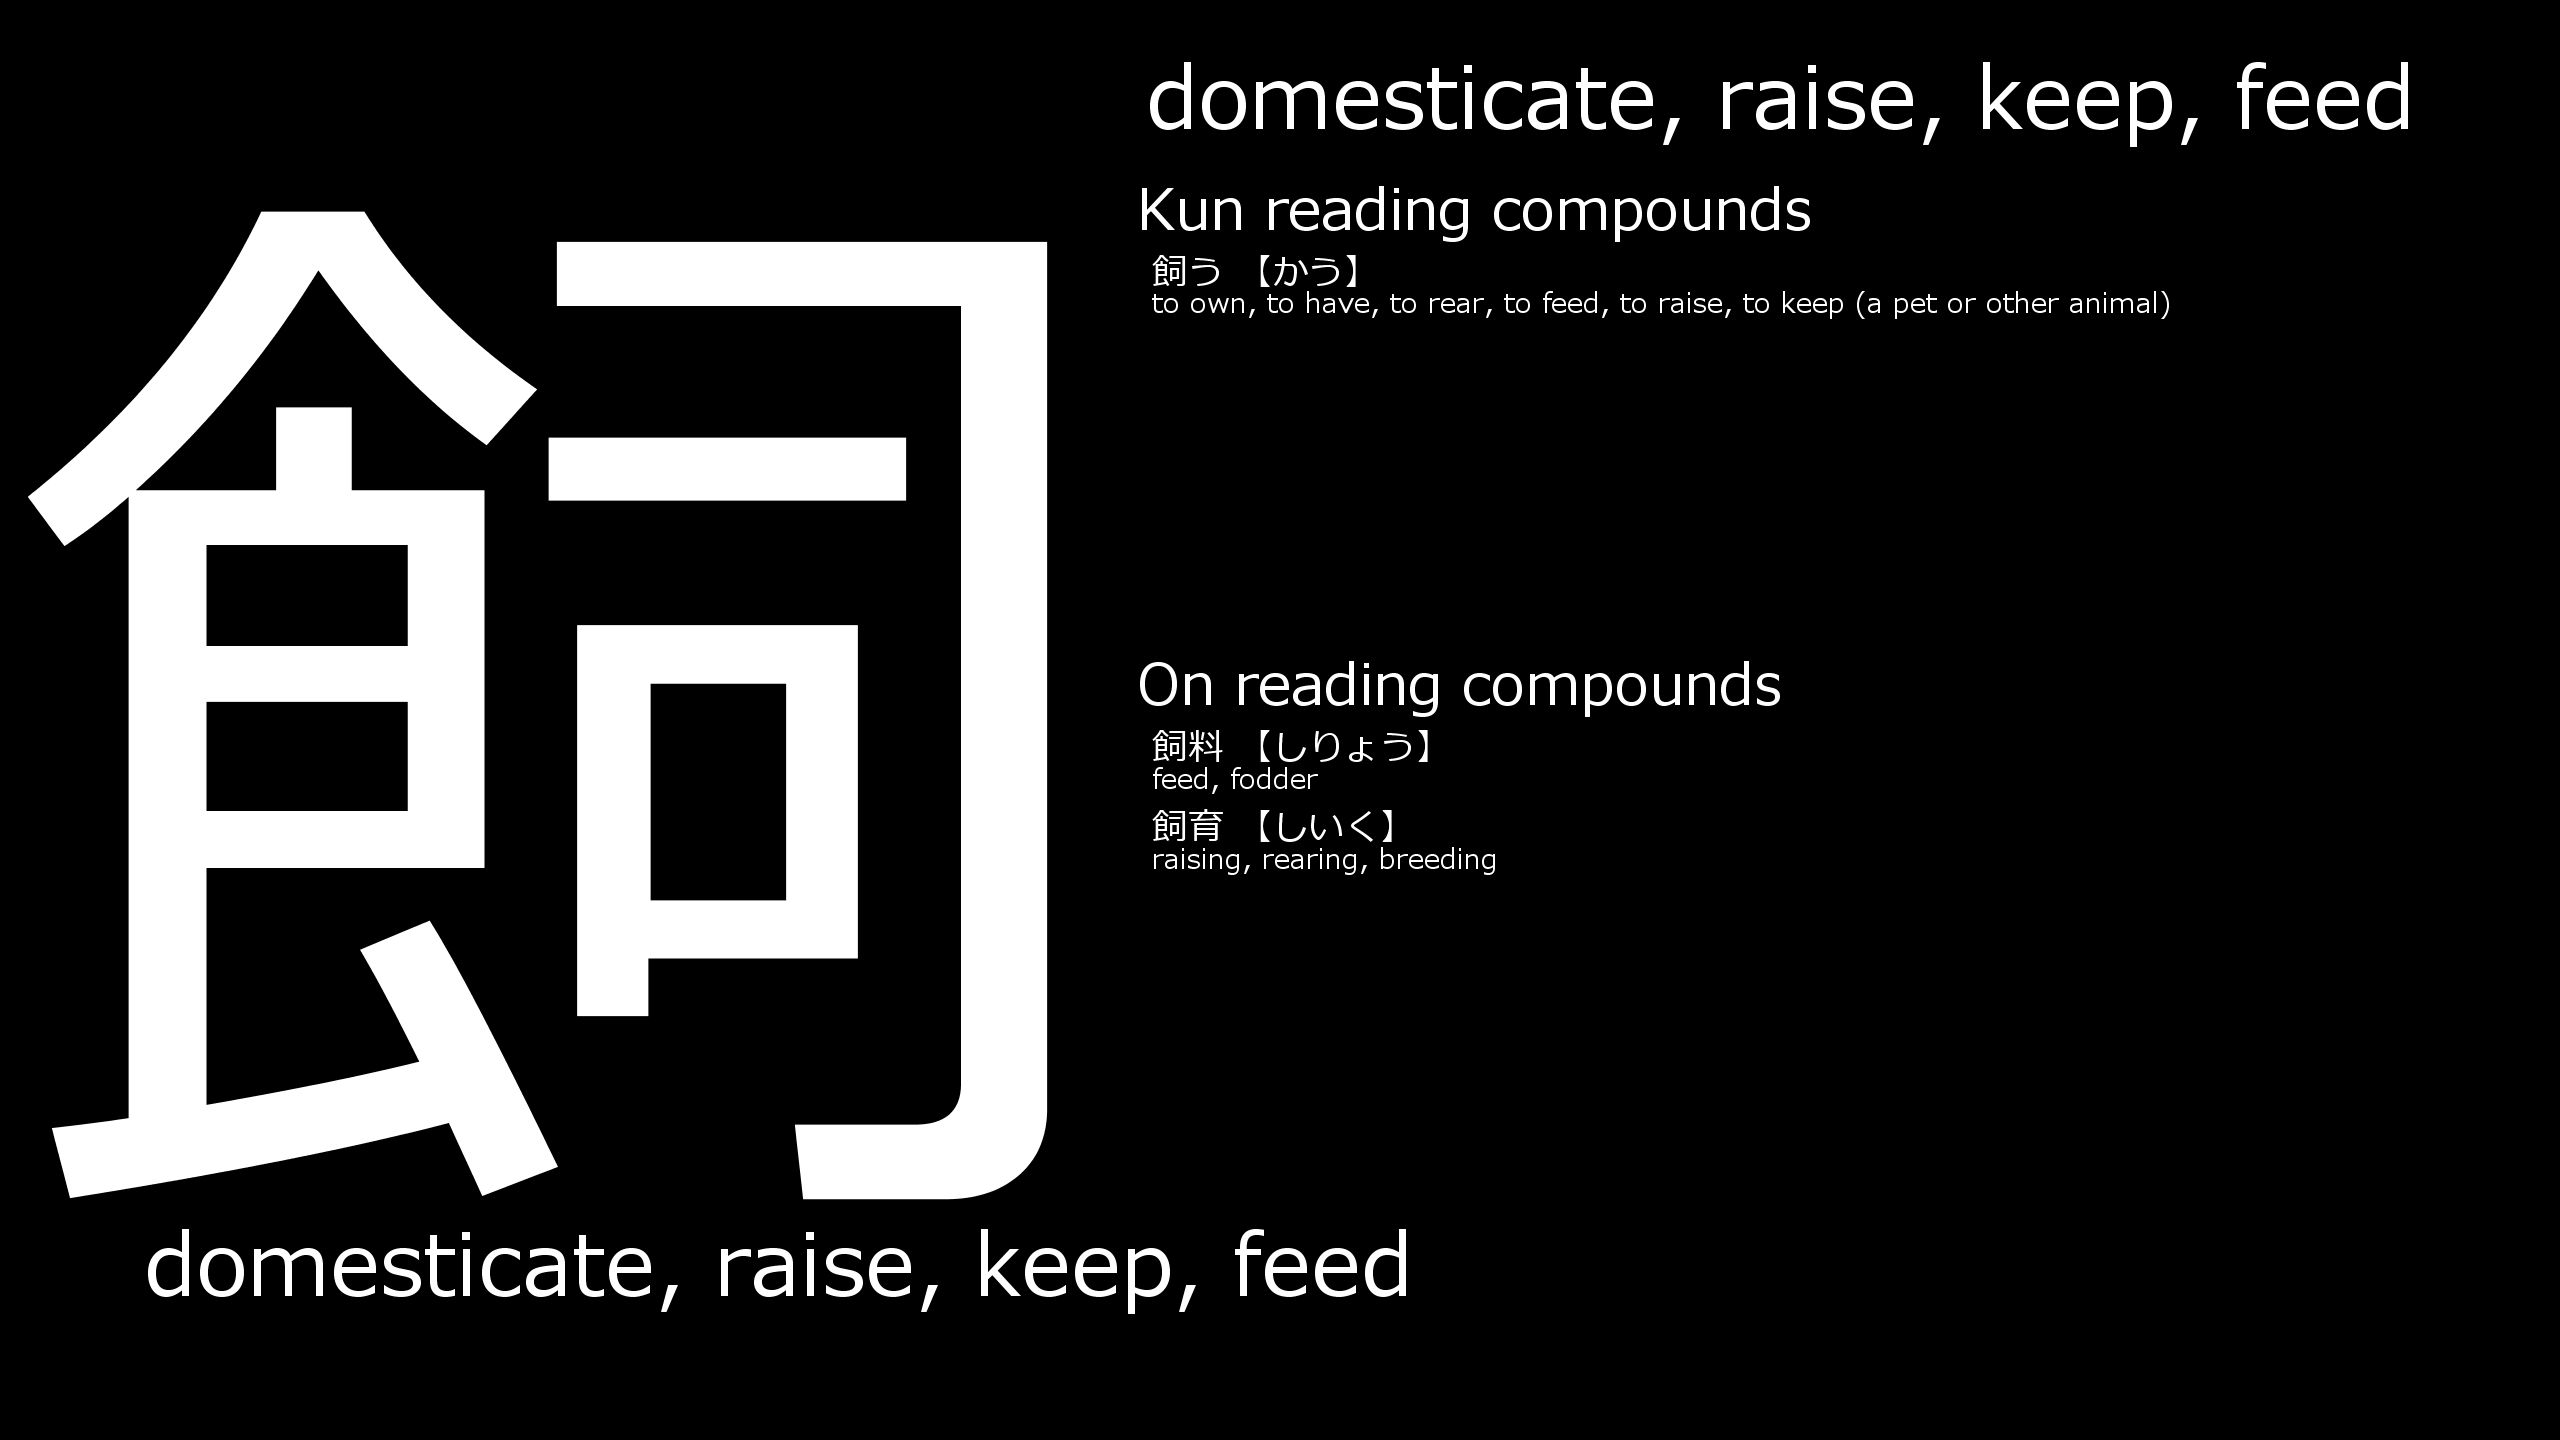 飼
domesticate, raise, keep, feed
Kun reading compounds
飼う 【かう】
to own, to have, to rear, to feed, to raise, to keep (a pet or other animal)
On reading compounds
飼料 【しりょう】
feed, fodder
飼育 【しいく】
raising, rearing, breeding
domesticate, raise, keep, feed